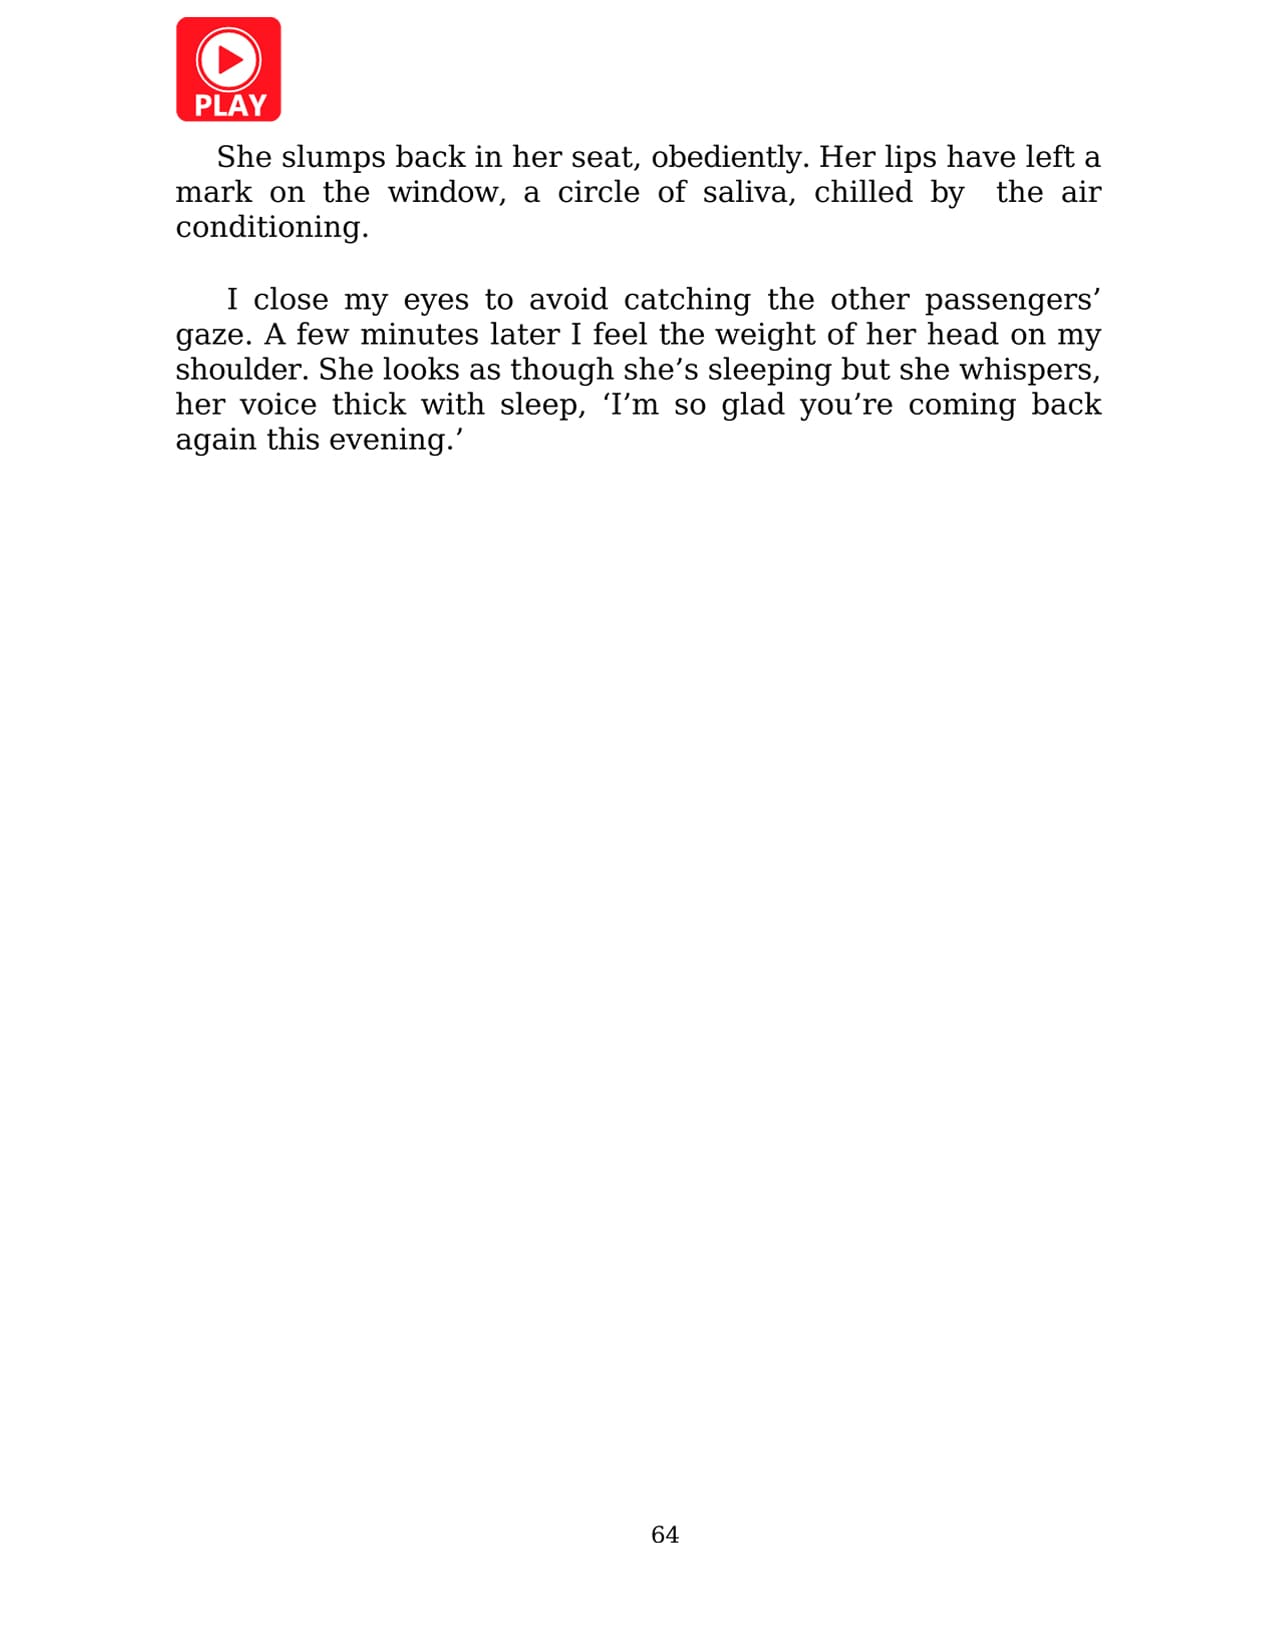 PLAY
She slumps back in her seat, obediently. Her lips have left a
mark on the window, a circle of saliva, chilled by the air
conditioning.
I close my eyes to avoid catching the other passengers’
gaze. A few minutes later I feel the weight of her head on my
shoulder. She looks as though she’s sleeping but she whispers,
her voice thick with sleep, ‘I’m so glad you’re coming back
again this evening.’
64